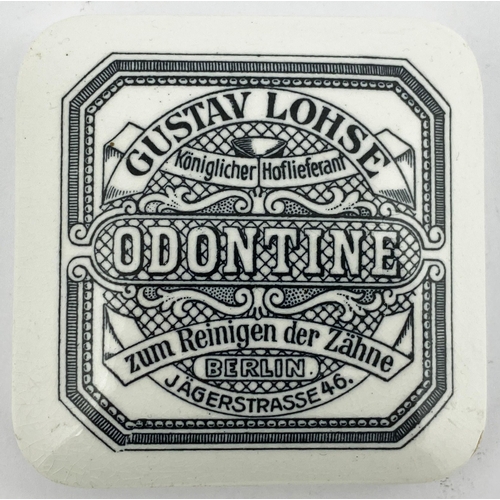 GUSTAV LOHSE
Königlicher Hoflieferant
ODONTINE
zum Reinigen der Zähne
BERLIN.
JÄGERSTRASSE 46.